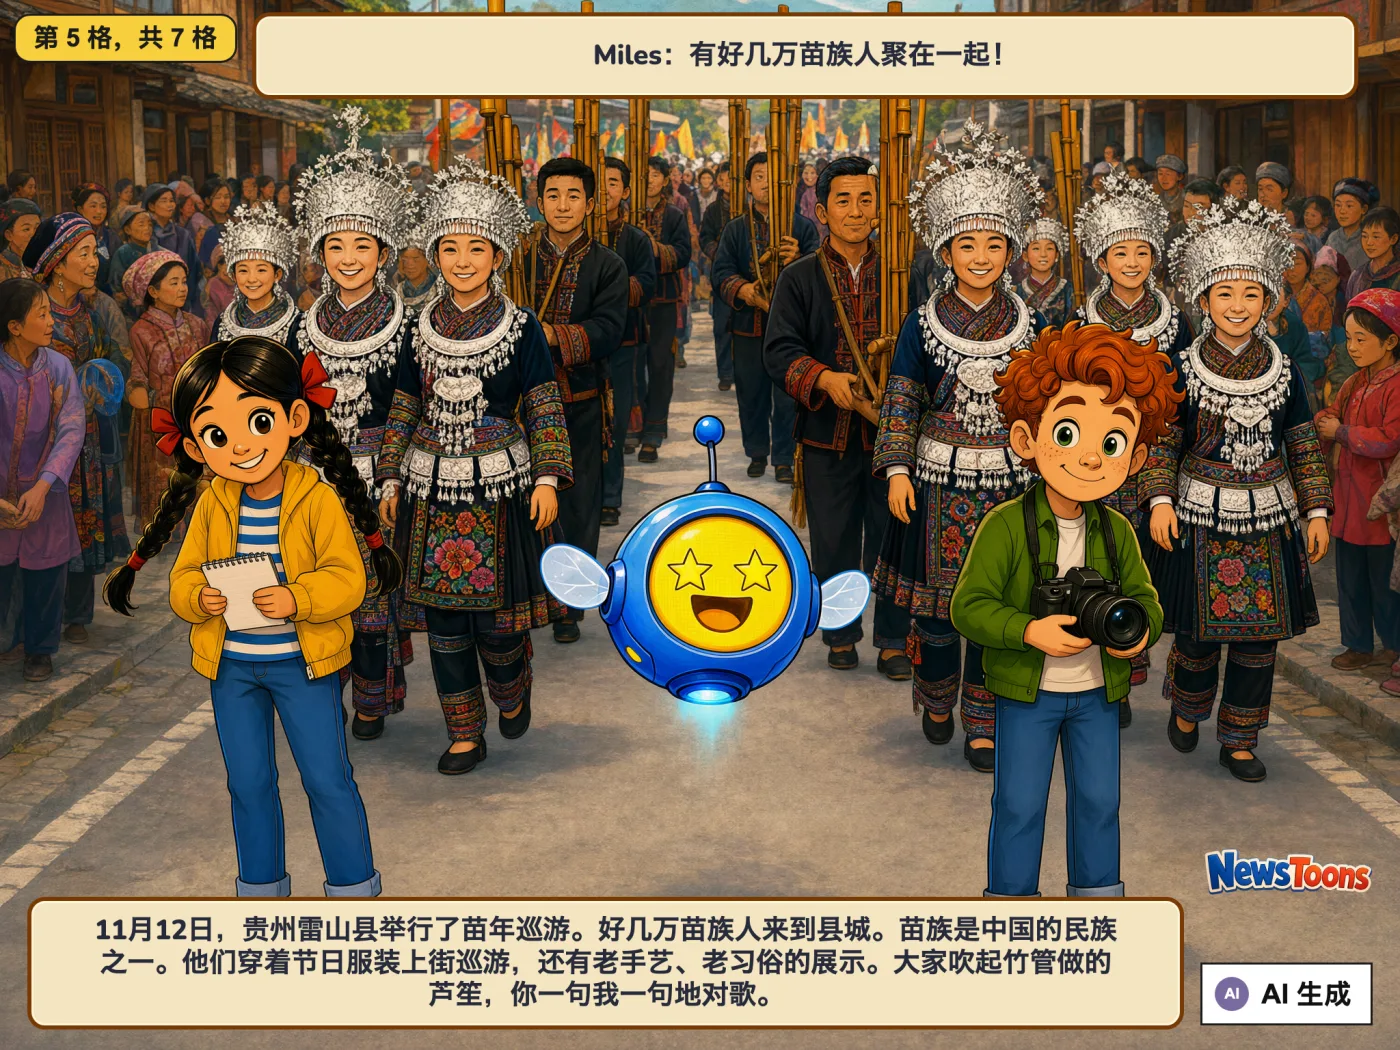 第 5 格，共 7 格
Miles：有好几万苗族人聚在一起！
NewsToons
11月12日，贵州雷山县举行了苗年巡游。好几万苗族人来到县城。苗族是中国的民族
之一。他们穿着节日服装上街巡游，还有老手艺、老习俗的展示。大家吹起竹管做的
芦笙，你一句我一句地对歌。
AI AI 生成